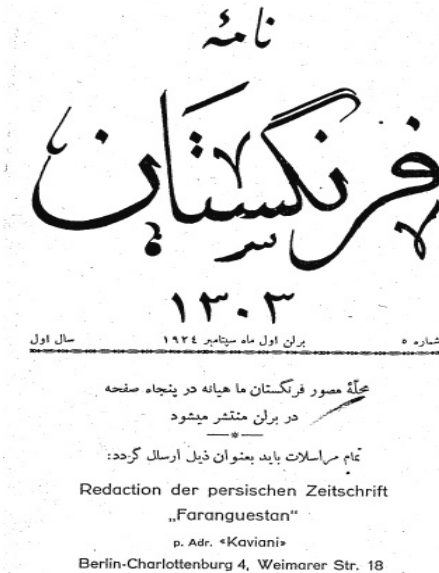 نامهٔ
فرنگستان
۱۳۰۳
شماره ۵ برلن اول ماه سپتامبر ۱۹۲٤ سال اول
مجلهٔ مصور فرنگستان ماهیانه در پنجاه صفحه
در برلن منتشر میشود
تمام مراسلات باید بعنوان ذیل ارسال گردد:
Redaction der persischen Zeitschrift
„Faranguestan“
p. Adr. «Kaviani»
Berlin-Charlottenburg 4, Weimarer Str. 18